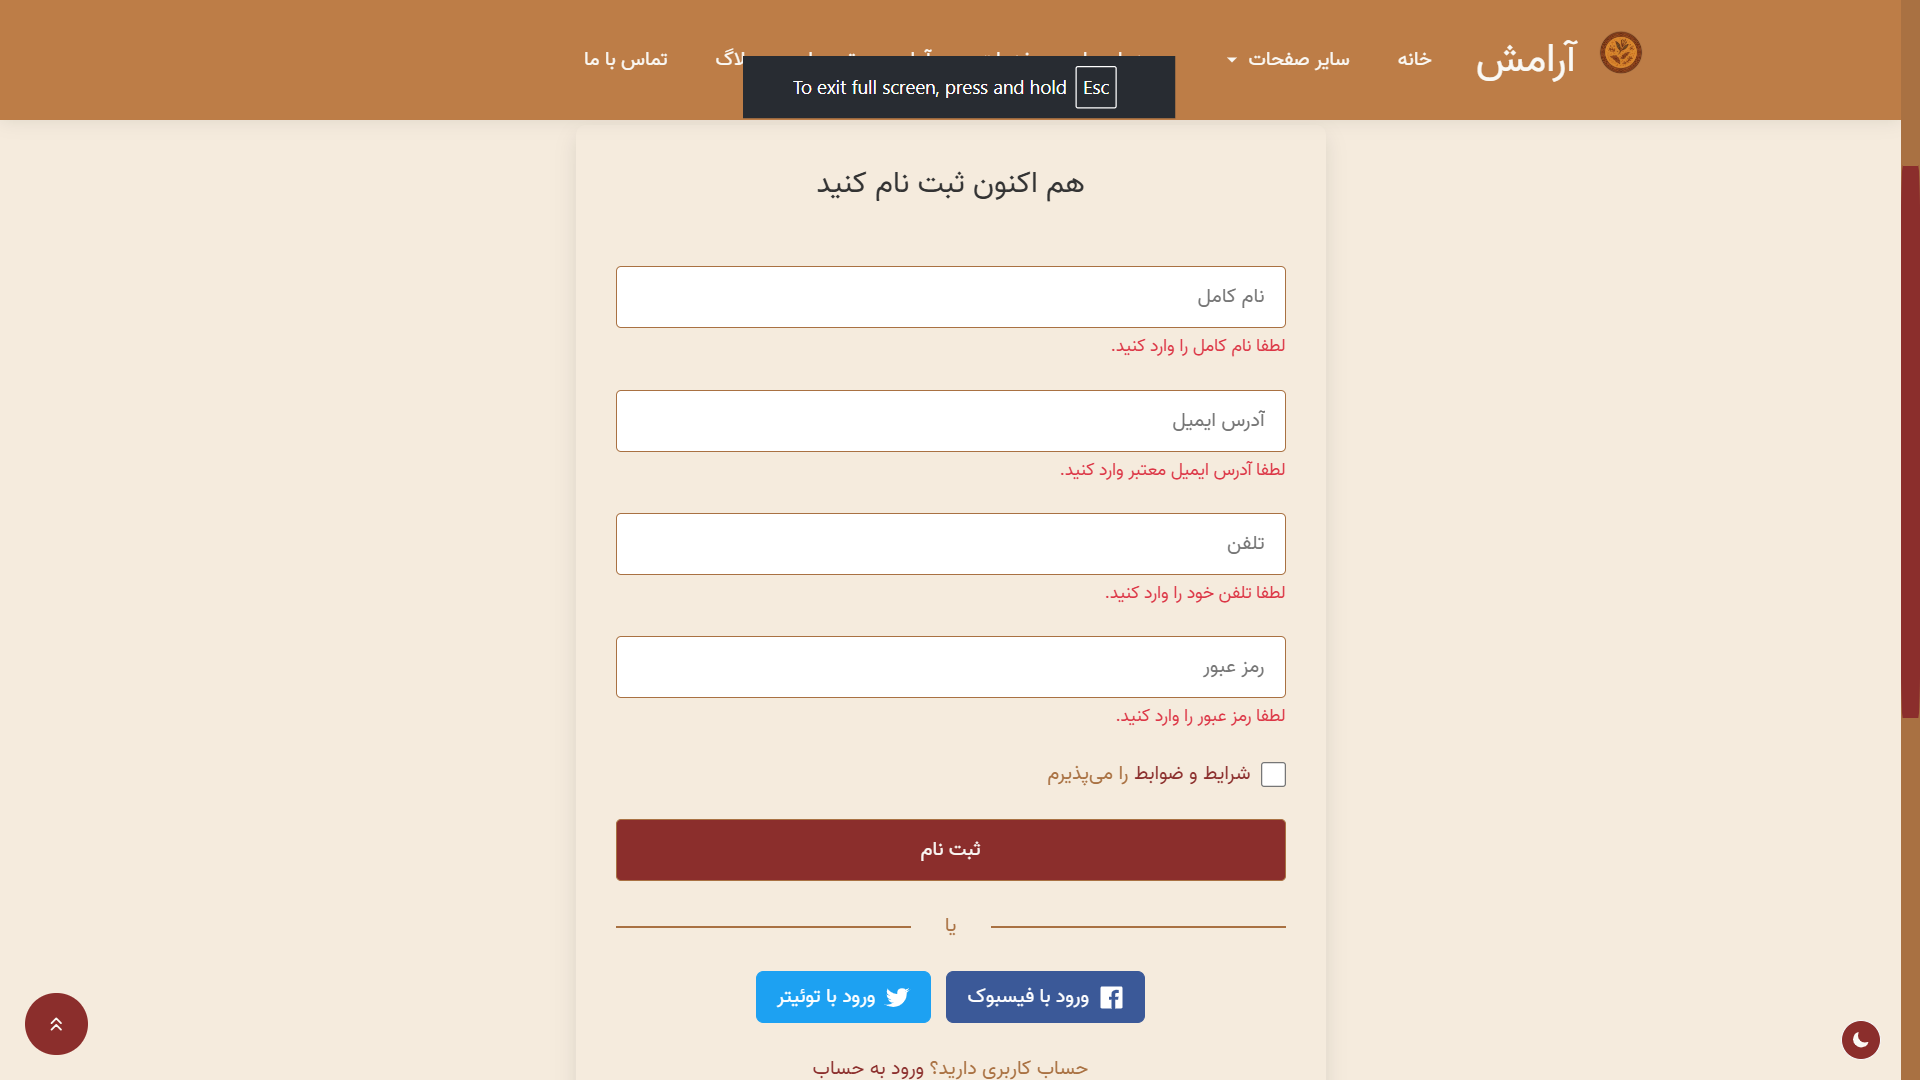 آرامش
خانه
سایر صفحات
تماس با ما
To exit full screen, press and hold Esc
هم اکنون ثبت نام کنید
نام کامل
لطفا نام کامل را وارد کنید.
آدرس ایمیل
لطفا آدرس ایمیل معتبر وارد کنید.
تلفن
لطفا تلفن خود را وارد کنید.
رمز عبور
لطفا رمز عبور را وارد کنید.
شرایط و ضوابط را می‌پذیرم
ثبت نام
یا
ورود با فیسبوک
ورود با توئیتر
حساب کاربری دارید؟ ورود به حساب